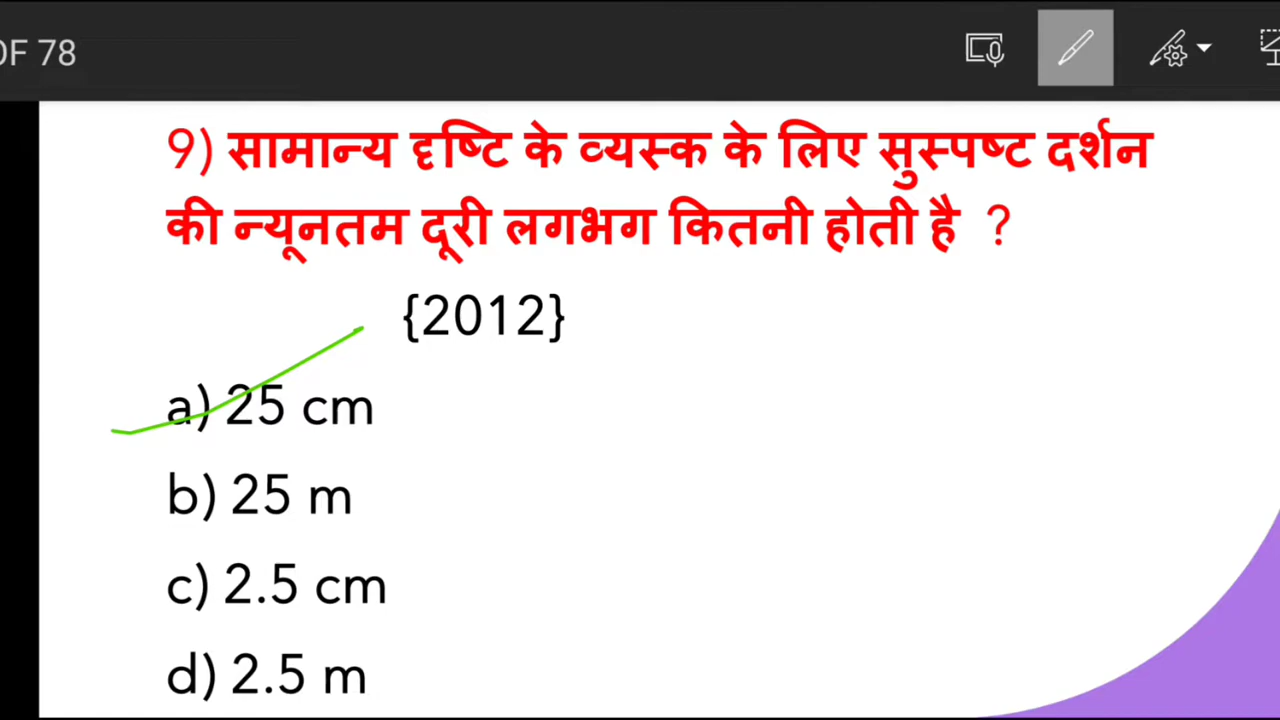 OF 78
9) सामान्य दृष्टि के व्यस्क के लिए सुस्पष्ट दर्शन
की न्यूनतम दूरी लगभग कितनी होती है ?
{2012}
a) 25 cm
b) 25 m
c) 2.5 cm
d) 2.5 m